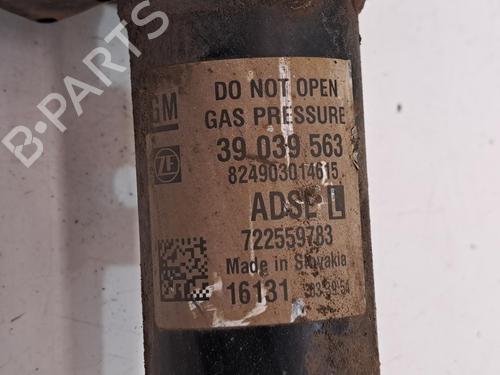 GM
DO NOT OPEN
GAS PRESSURE
ZF
39 039 563
824903014615
ADSE L
722559783
Made in Slovakia
16131
B-PARTS